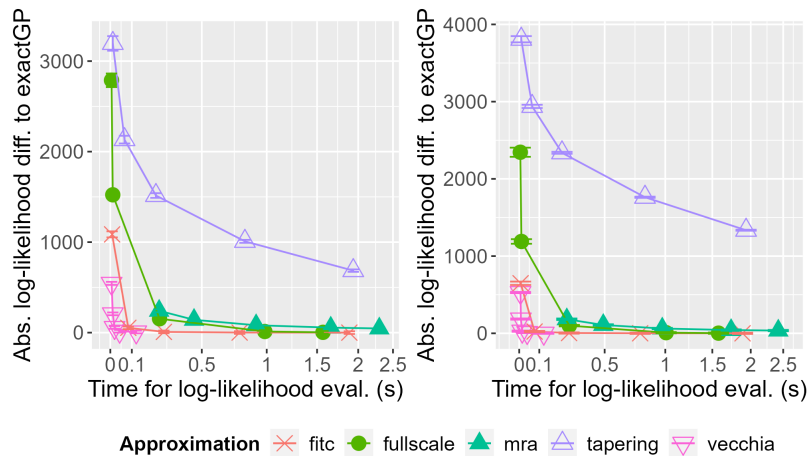 Abs. log-likelihood diff. to exactGP
3000
2000
1000
0
0 0.1 0.5 1 1.5 2 2.5
Time for log-likelihood eval. (s)
Abs. log-likelihood diff. to exactGP
4000
3000
2000
1000
0
0 0.1 0.5 1 1.5 2 2.5
Time for log-likelihood eval. (s)
Approximation fitc fullscale mra tapering vecchia